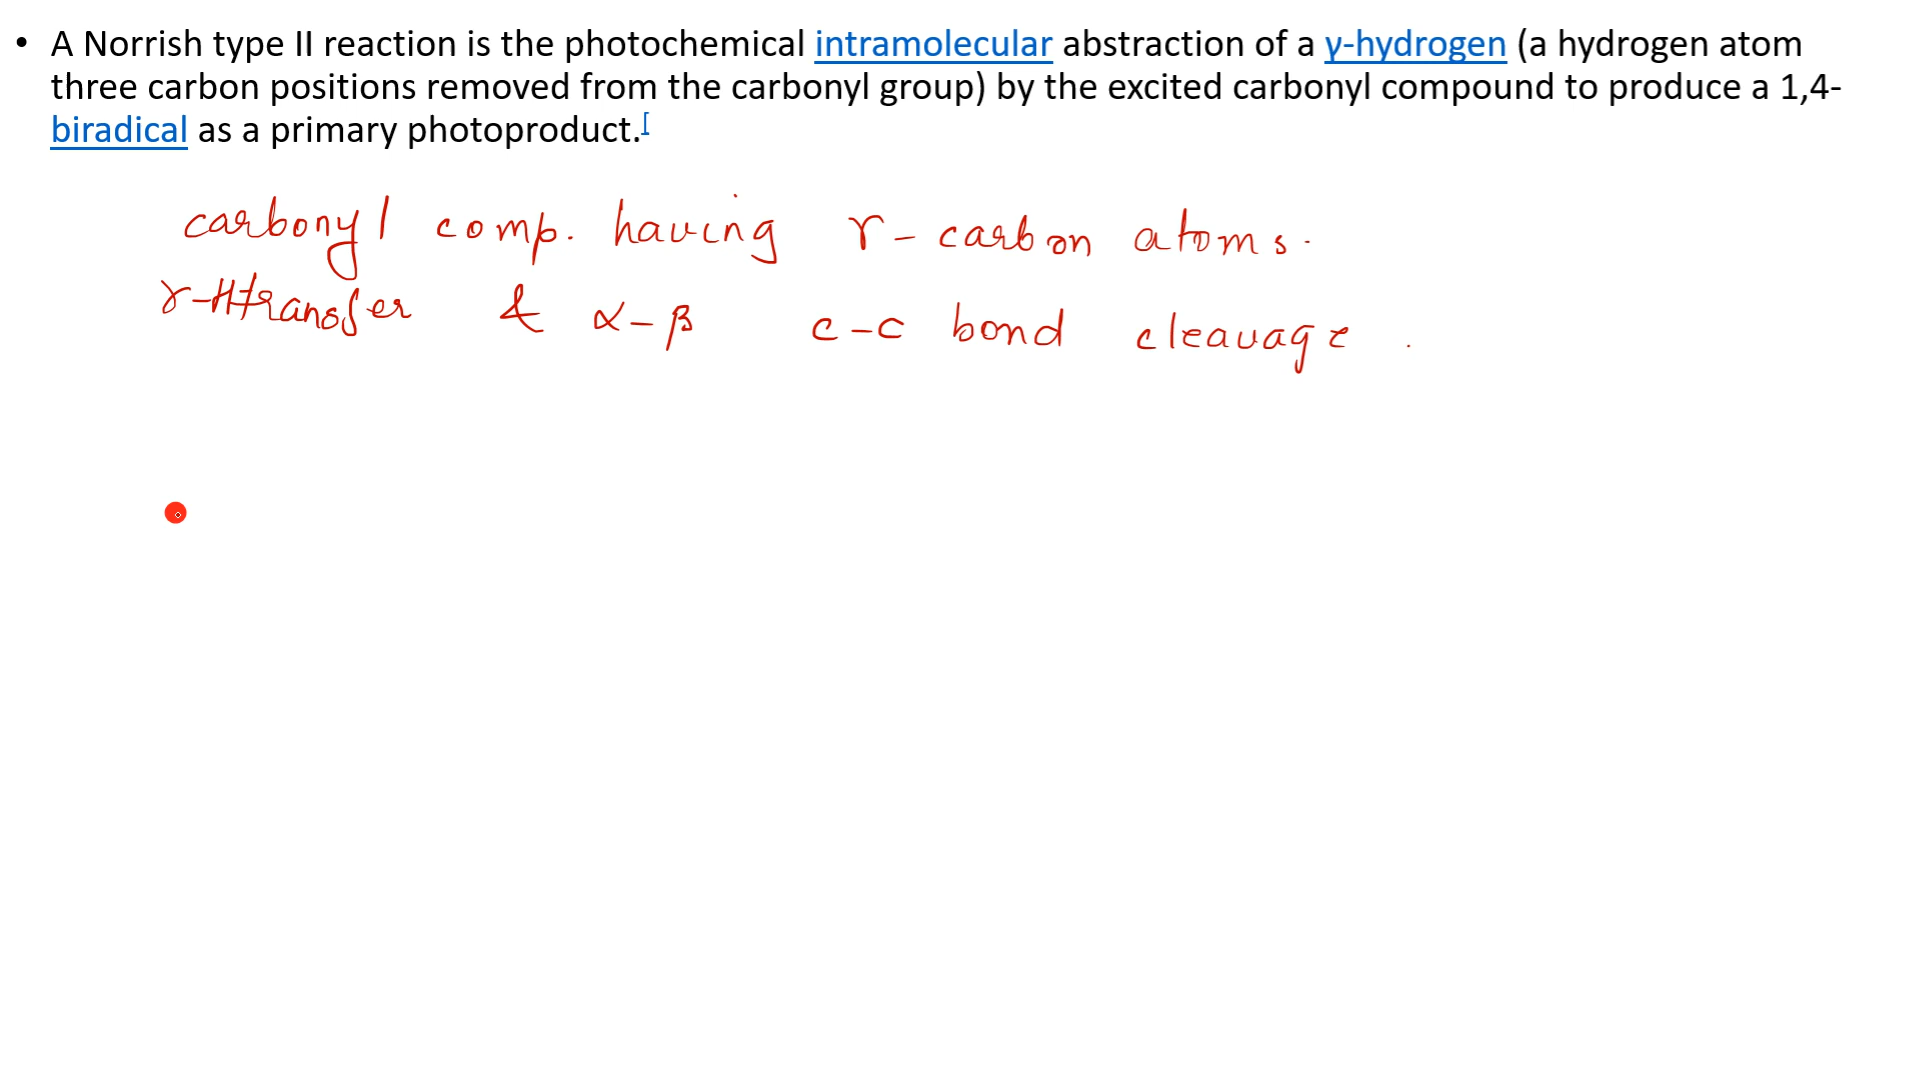 • A Norrish type II reaction is the photochemical intramolecular abstraction of a γ-hydrogen (a hydrogen atom
three carbon positions removed from the carbonyl group) by the excited carbonyl compound to produce a 1,4-
biradical as a primary photoproduct.[
carbonyl comp. having γ- carbon atoms.
γ-H transfer & α-β c-c bond cleavage.